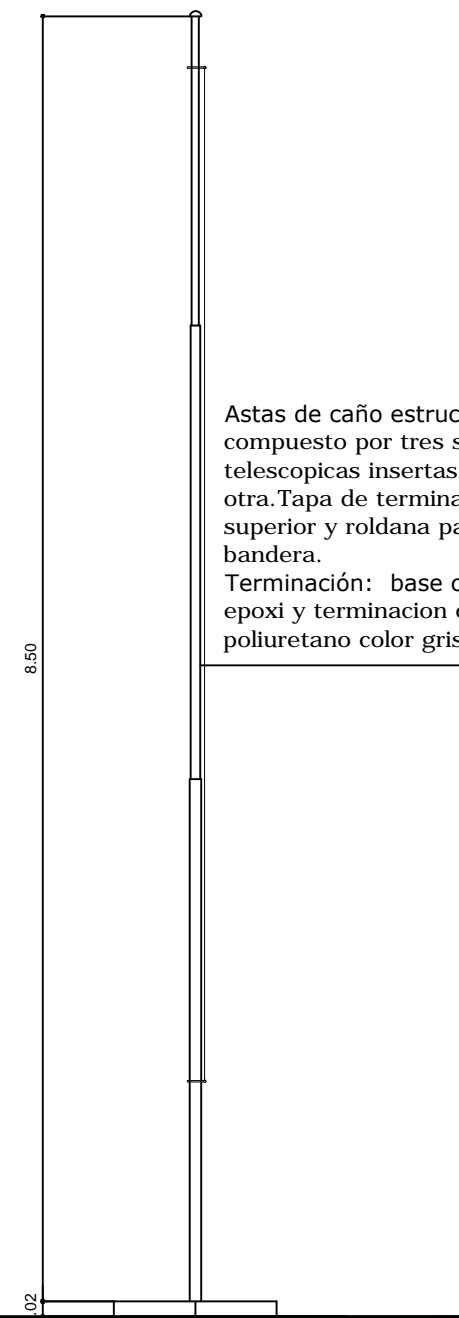 Astas de caño estruc
compuesto por tres s
telescopicas insertas
otra.Tapa de termina
superior y roldana pa
bandera.
Terminación: base
epoxi y terminacion
poliuretano color gris
8.50
.02